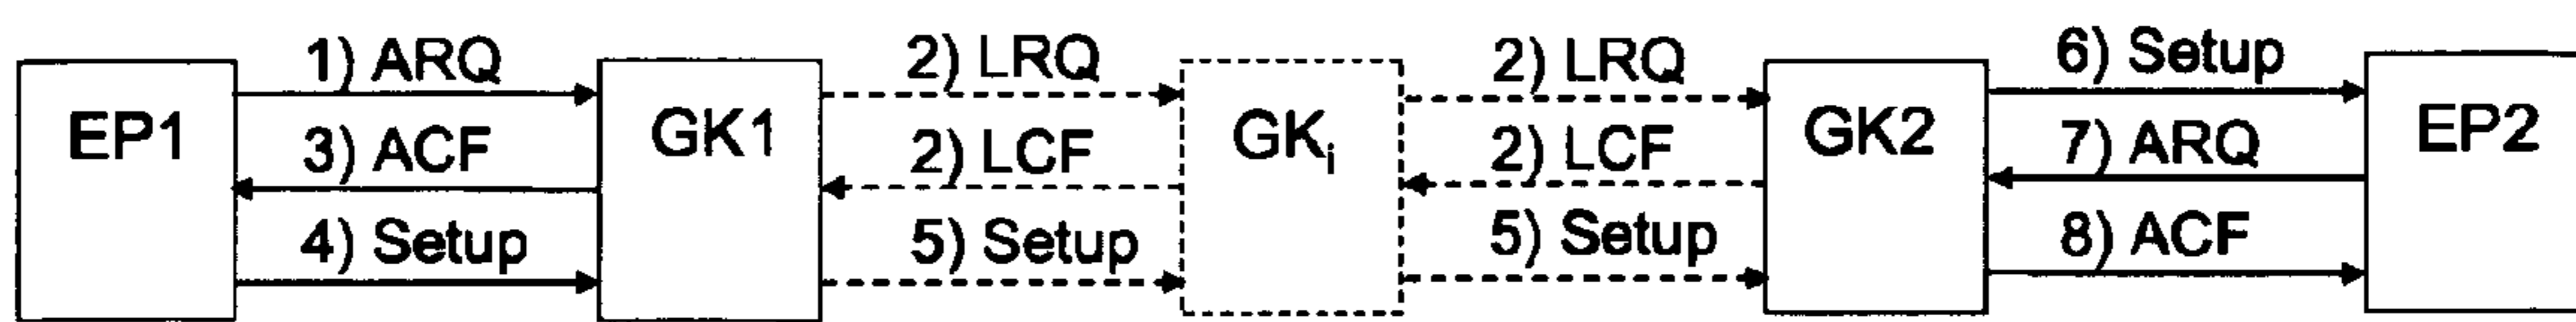 1) ARQ
2) LRQ
2) LRQ
6) Setup
EP1
GK1
GKi
GK2
EP2
3) ACF
2) LCF
2) LCF
7) ARQ
4) Setup
5) Setup
5) Setup
8) ACF